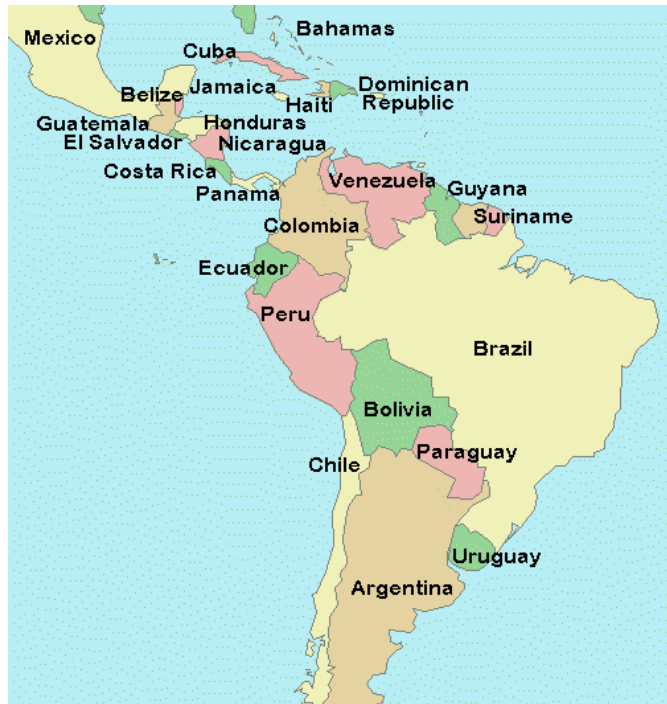 Bahamas
Mexico
Cuba
Jamaica
Dominican
Republic
Belize
Haiti
Guatemala
Honduras
El Salvador
Nicaragua
Costa Rica
Panama
Venezuela
Guyana
Suriname
Colombia
Ecuador
Peru
Brazil
Bolivia
Paraguay
Chile
Uruguay
Argentina